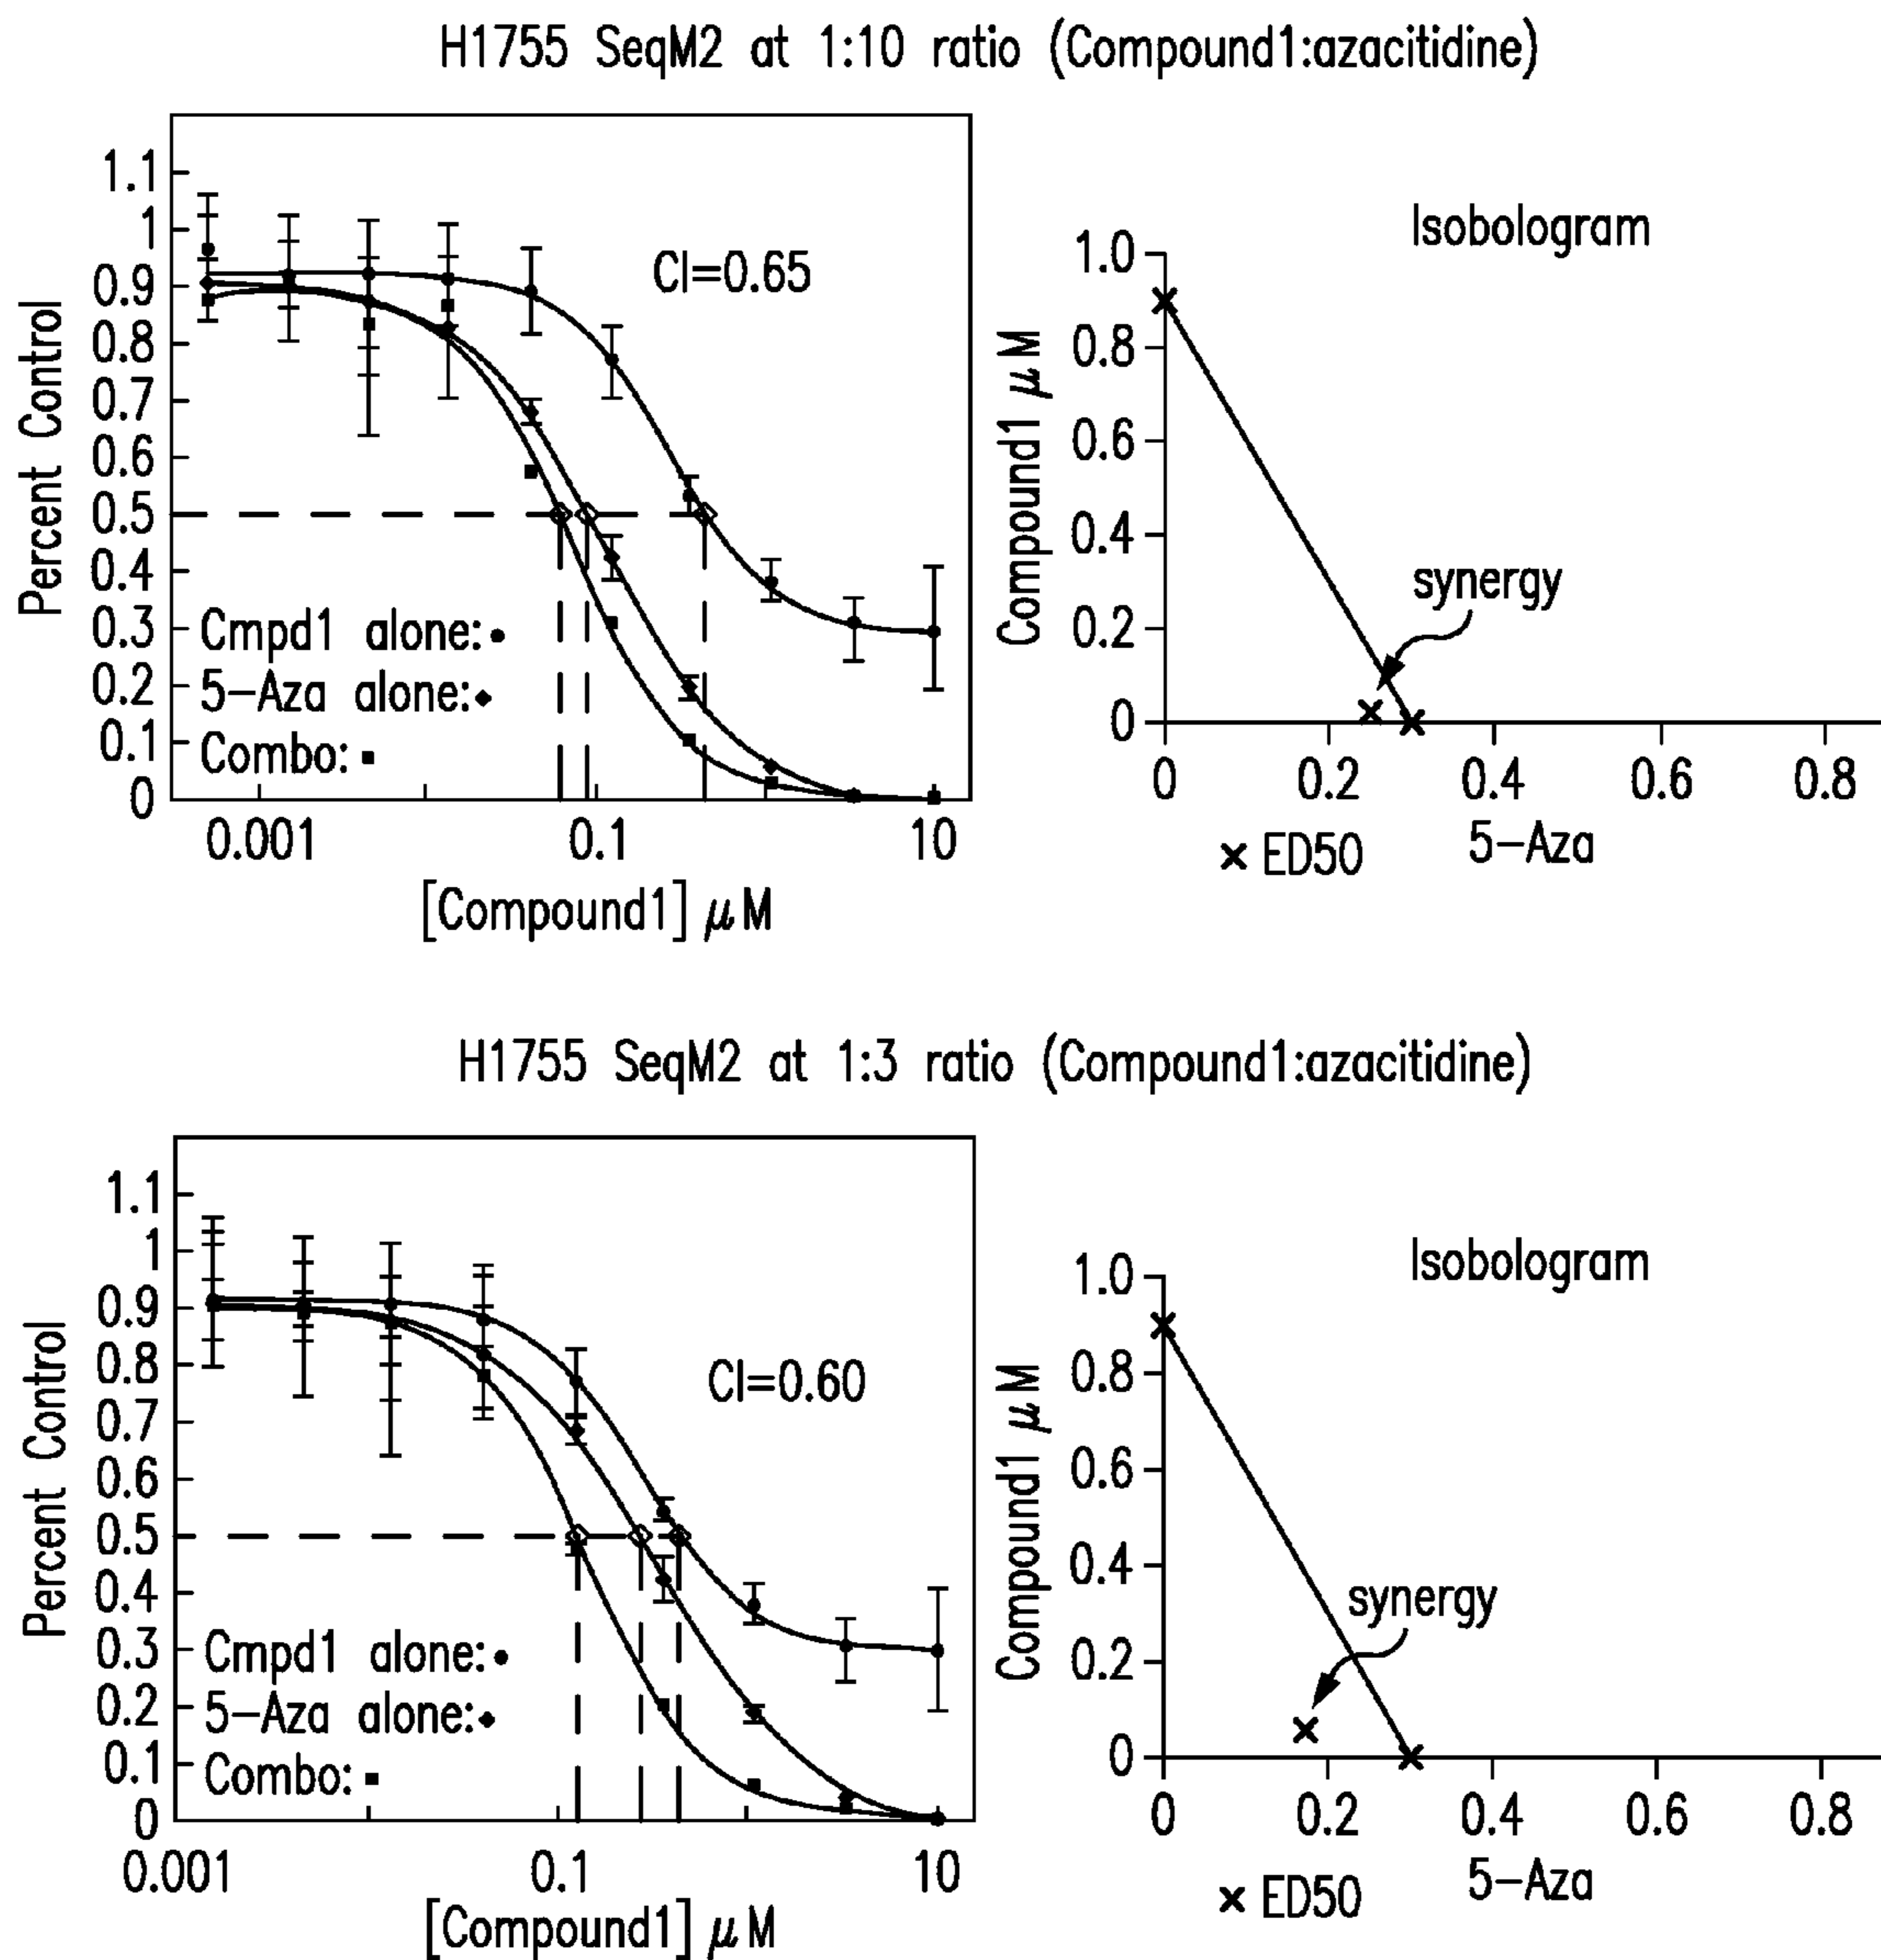 H1755 SeqM2 at 1:10 ratio (Compound1:azacitidine)
Percent Control
1.1
1
0.9
0.8
0.7
0.6
0.5
0.4
0.3
0.2
0.1
0
CI=0.65
Cmpd1 alone:
5-Aza alone:
Combo:
0.001
0.1
10
[Compound1] μM
Isobologram
Compound1 μM
1.0
0.8
0.6
0.4
0.2
0
synergy
0
0.2
0.4
0.6
0.8
× ED50
5-Aza
H1755 SeqM2 at 1:3 ratio (Compound1:azacitidine)
Percent Control
1.1
1
0.9
0.8
0.7
0.6
0.5
0.4
0.3
0.2
0.1
0
CI=0.60
Cmpd1 alone:
5-Aza alone:
Combo:
0.001
0.1
10
[Compound1] μM
Isobologram
Compound1 μM
1.0
0.8
0.6
0.4
0.2
0
synergy
0
0.2
0.4
0.6
0.8
× ED50
5-Aza